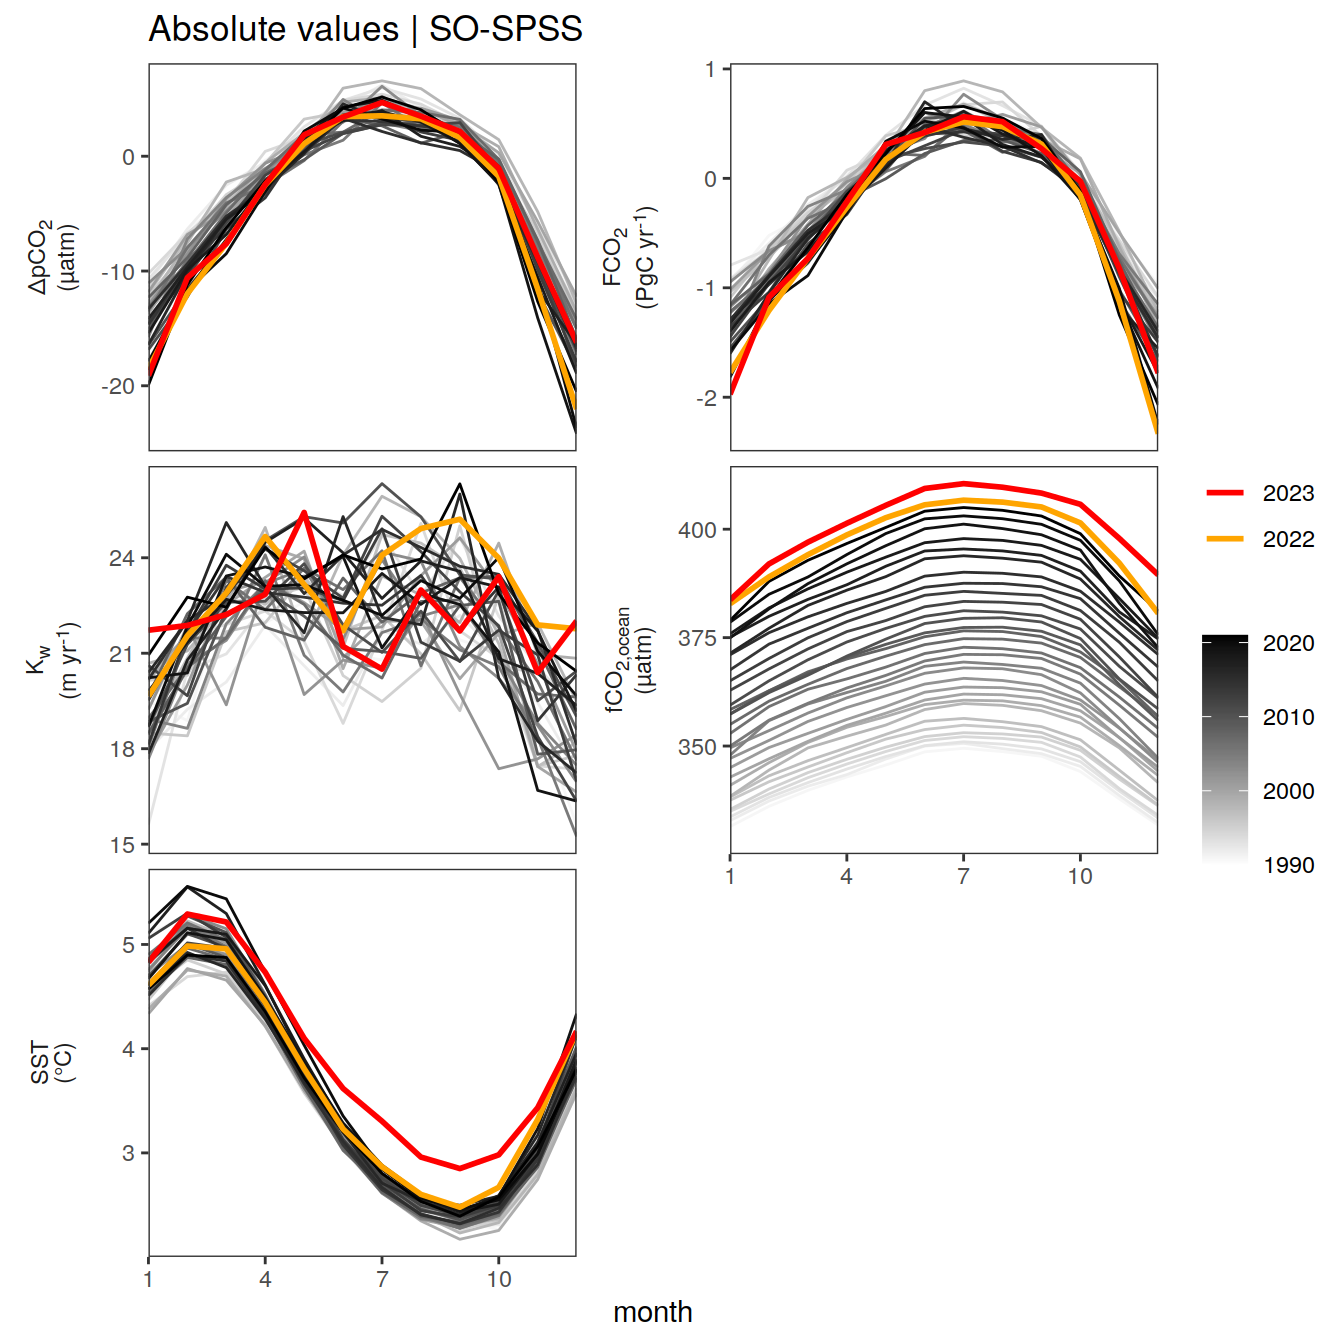 Absolute values | SO-SPSS
ΔpCO2
(µatm)
0
-10
-20
FCO2
(PgC yr-1)
1
0
-1
-2
Kw
(m yr-1)
24
21
18
15
fCO2,ocean
(µatm)
400
375
350
1 4 7 10
SST
(°C)
5
4
3
1 4 7 10
month
2023
2022
2020
2010
2000
1990